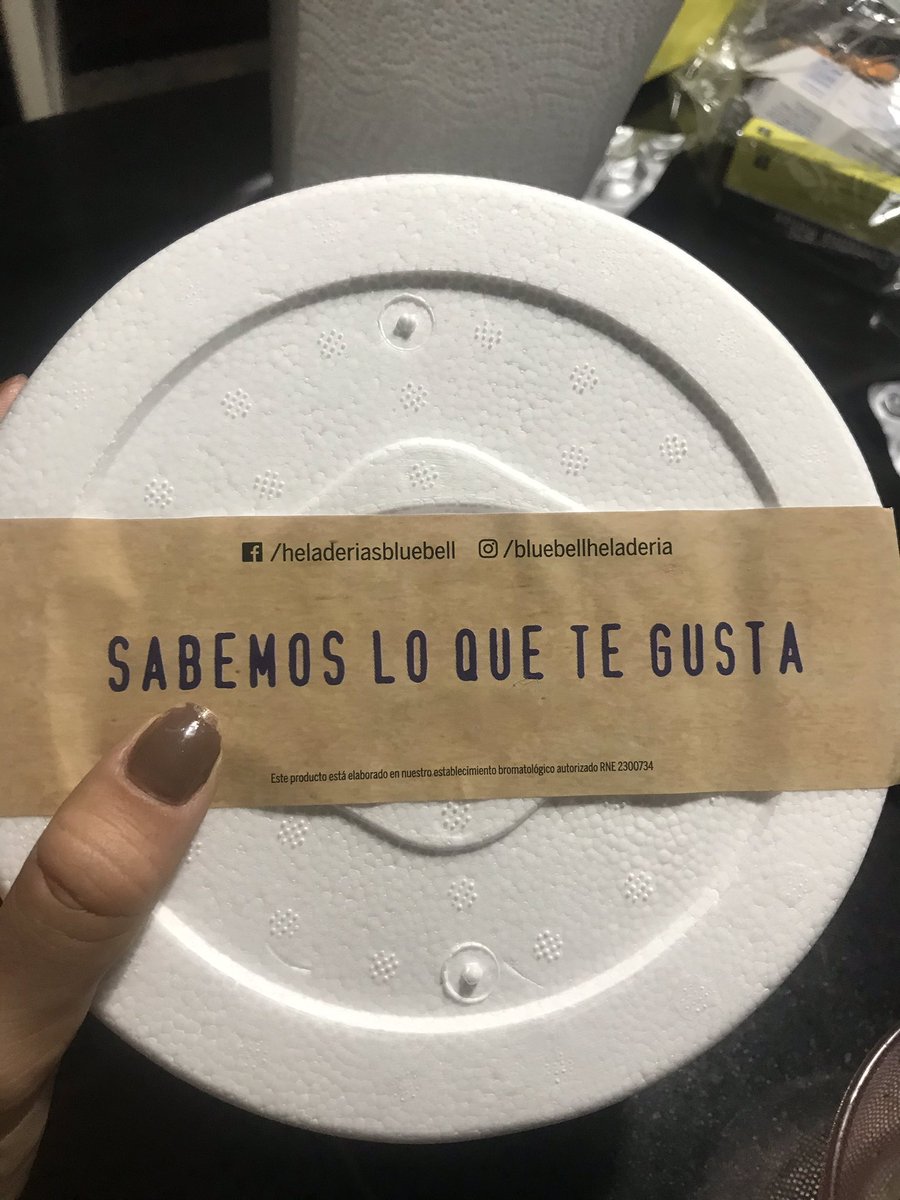 /heladeriasbluebell /bluebellheladeria
SABEMOS LO QUE TE GUSTA
Este producto está elaborado en nuestro establecimiento bromatológico autorizado RNE 2300734